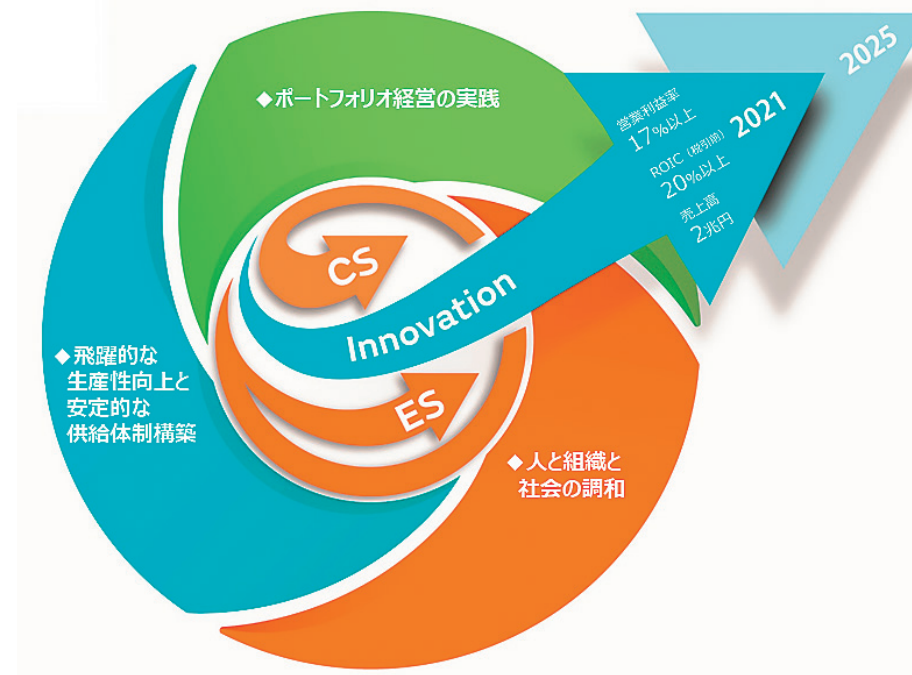 ◆ポートフォリオ経営の実践
2025
2021
営業利益率
17%以上
ROIC（税引前）
20%以上
売上高
2兆円
CS
Innovation
ES
◆飛躍的な
生産性向上と
安定的な
供給体制構築
◆人と組織と
社会の調和